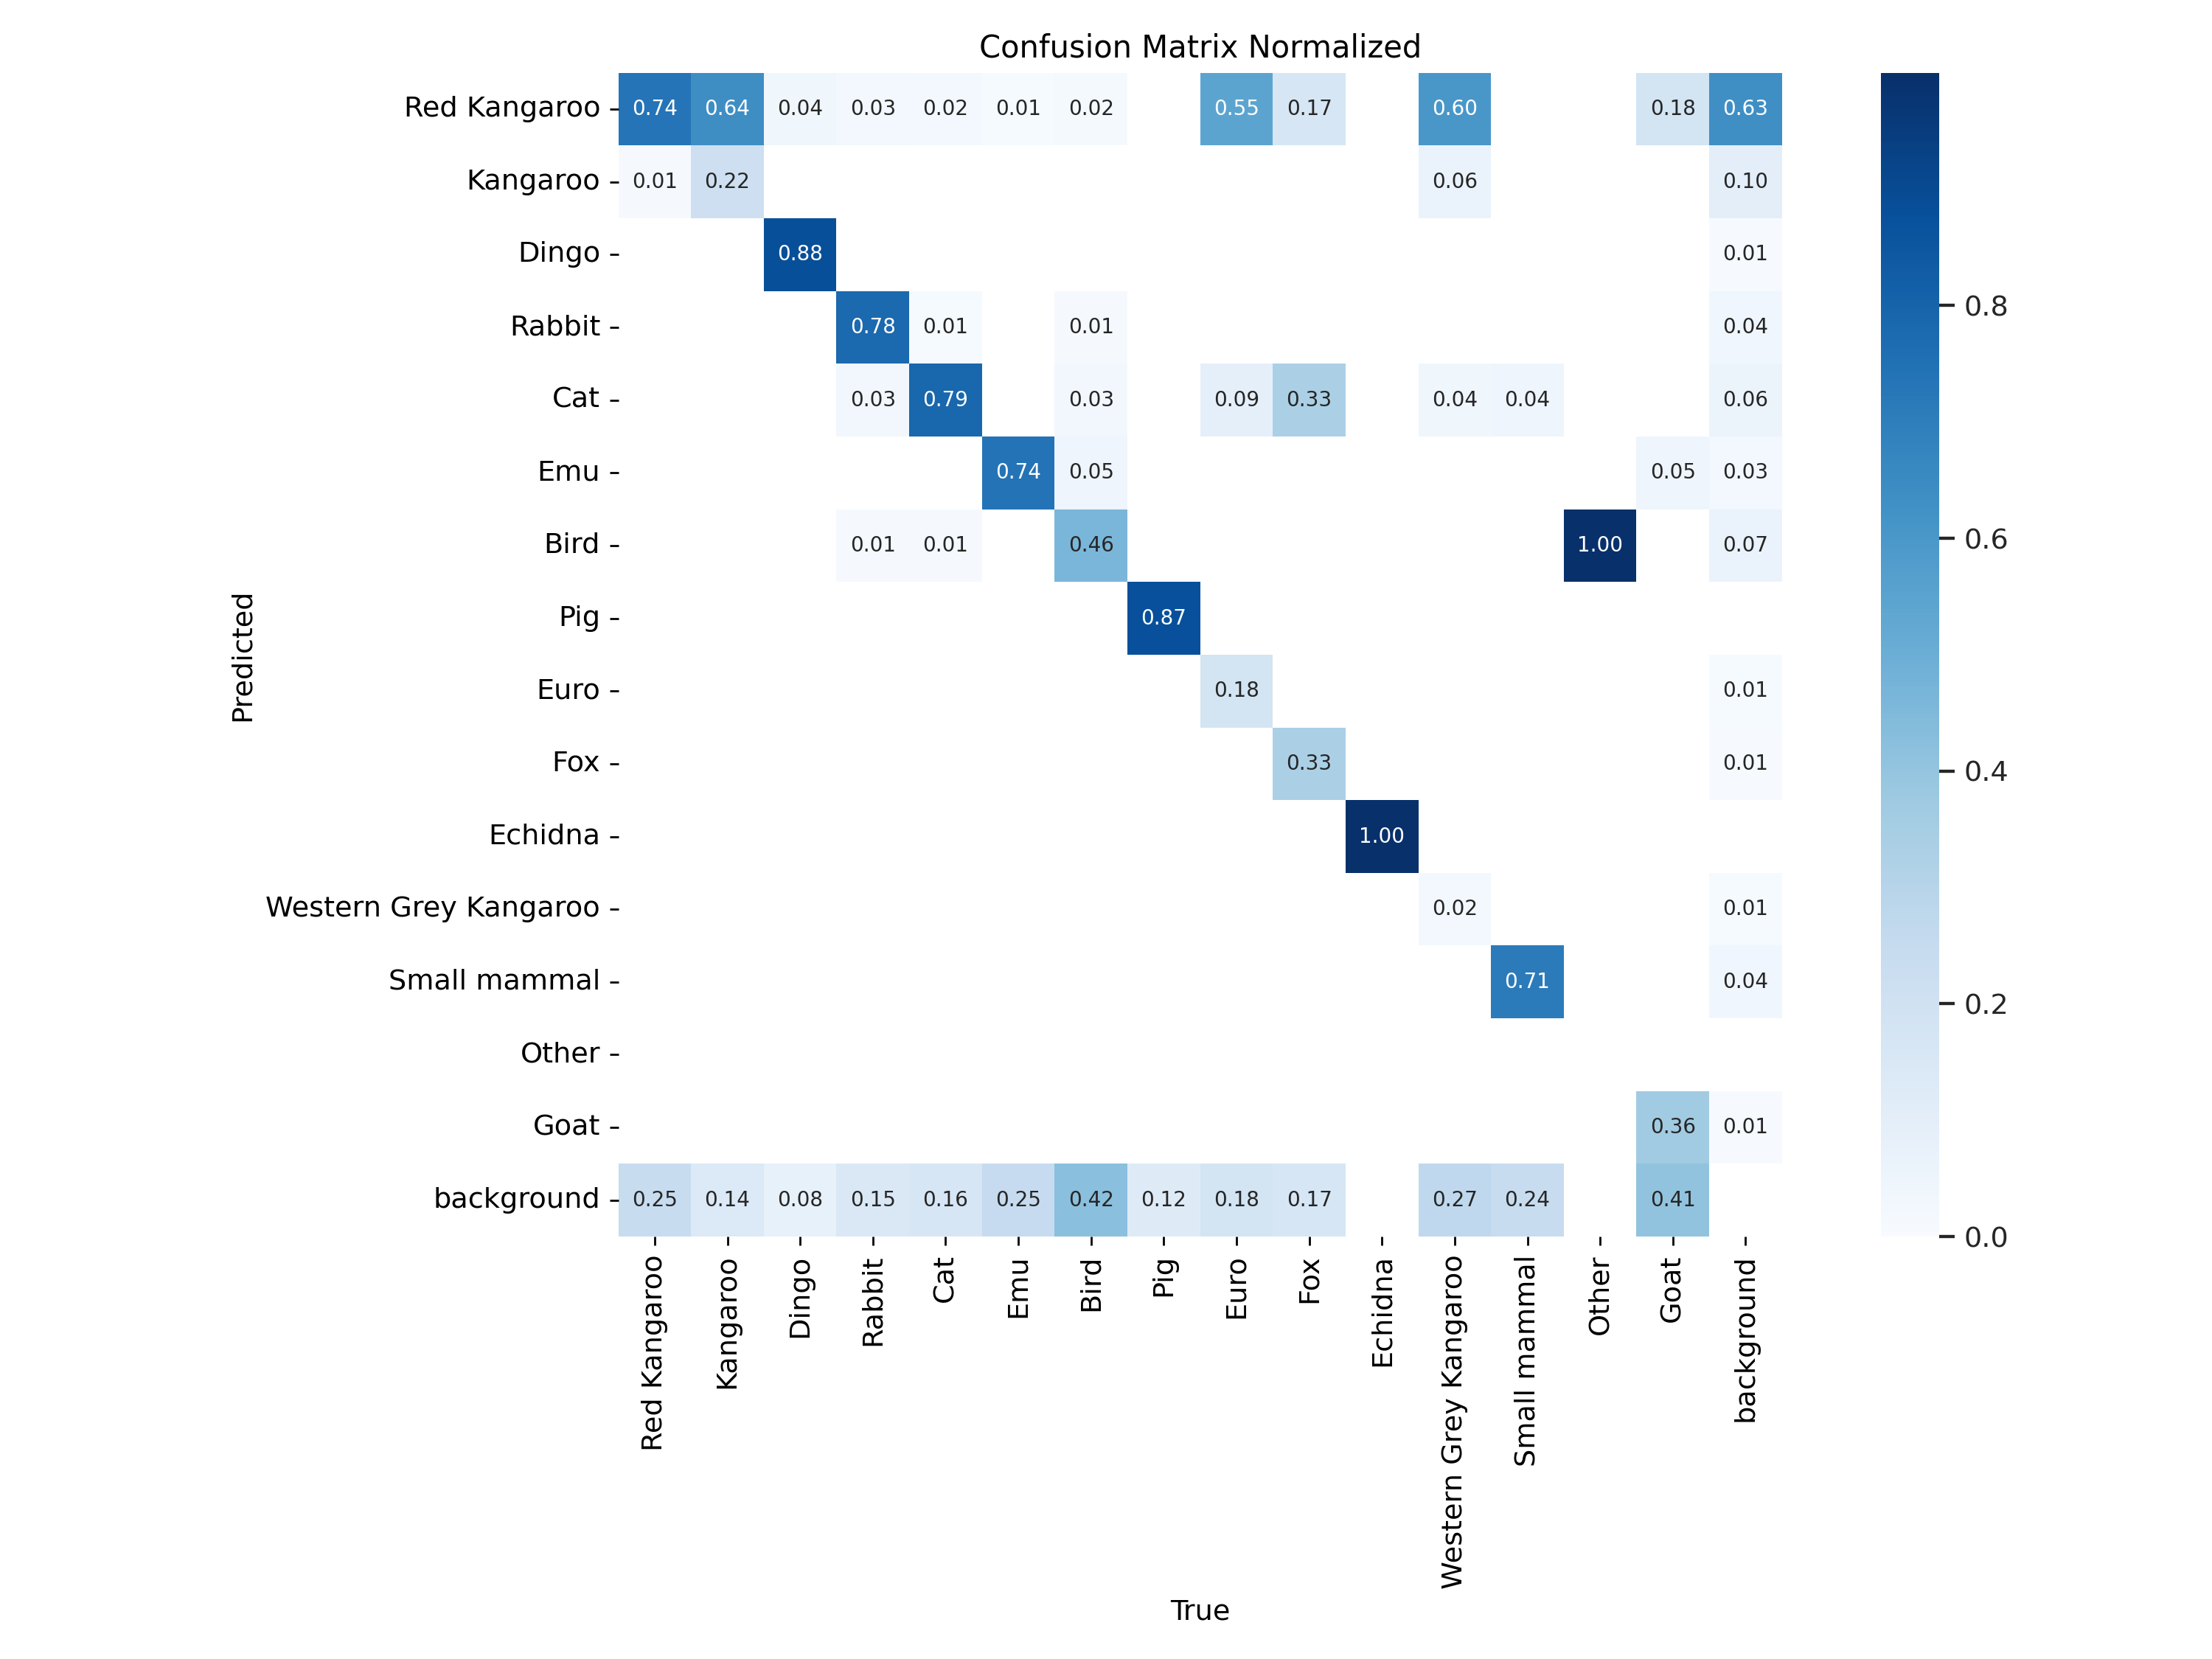 Confusion Matrix Normalized
Red Kangaroo 0.74 0.64 0.04 0.03 0.02 0.01 0.02 0.55 0.17 0.60 0.18 0.63
Kangaroo 0.01 0.22 0.06 0.10
Dingo 0.88 0.01
Rabbit 0.78 0.01 0.01 0.04
0.8
Cat 0.03 0.79 0.03 0.09 0.33 0.04 0.04 0.06
Emu 0.74 0.05 0.05 0.03
Bird 0.01 0.01 0.46 1.00 0.07
0.6
Pig 0.87
Predicted
Euro 0.18 0.01
Fox 0.33 0.01
0.4
Echidna 1.00
Western Grey Kangaroo 0.02 0.01
Small mammal 0.71 0.04
0.2
Other
Goat 0.36 0.01
background 0.25 0.14 0.08 0.15 0.16 0.25 0.42 0.12 0.18 0.17 0.27 0.24 0.41
0.0
Red Kangaroo
Kangaroo
Dingo
Rabbit
Cat
Emu
Bird
Pig
Euro
Fox
Echidna
Western Grey Kangaroo
Small mammal
Other
Goat
background
True